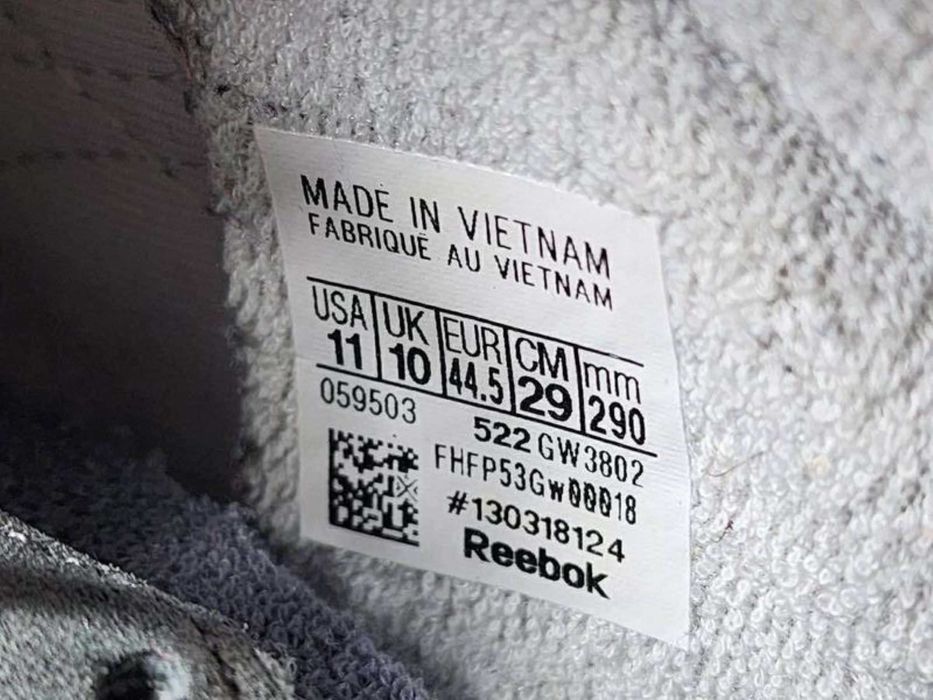 MADE IN VIETNAM
FABRIQUÉ AU VIETNAM
USA UK EUR CM mm
11 10 44.5 29 290
059503
522 GW3802
FHFP53Gw00018
#130318124
Reebok